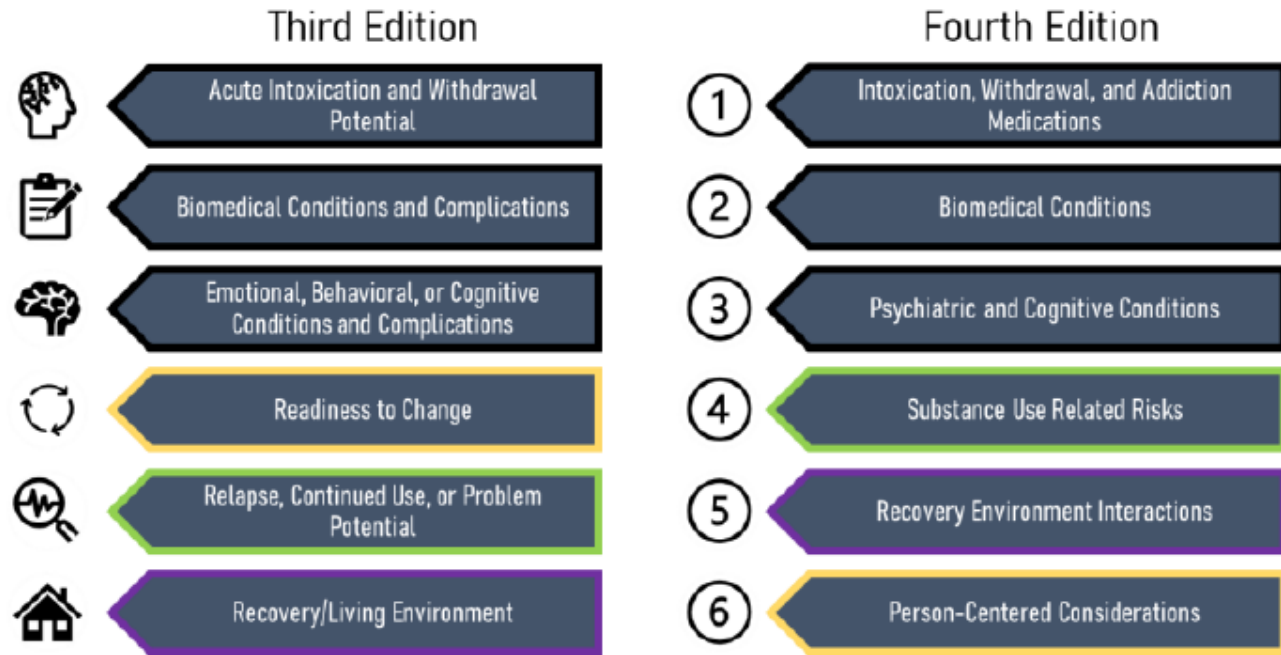 Third Edition
Acute Intoxication and Withdrawal
Potential
Biomedical Conditions and Complications
Emotional, Behavioral, or Cognitive
Conditions and Complications
Readiness to Change
Relapse, Continued Use, or Problem
Potential
Recovery/Living Environment
Fourth Edition
1
Intoxication, Withdrawal, and Addiction
Medications
2
Biomedical Conditions
3
Psychiatric and Cognitive Conditions
4
Substance Use Related Risks
5
Recovery Environment Interactions
6
Person-Centered Considerations